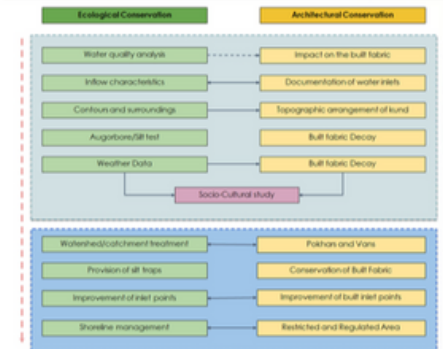 Ecological Conservation
Architectural Conservation
Water quality analysis
Impact on the built fabric
Inflow characteristics
Documentation of water inlets
Contours and surroundings
Topographic arrangement of kund
Augorbore/Silt test
Built fabric Decay
Weather Data
Built fabric Decay
Socio-Cultural study
Watershed/catchment treatment
Pokhars and Vans
Provision of silt traps
Conservation of Built Fabric
Improvement of inlet points
Improvement of built inlet points
Shoreline management
Restricted and Regulated Area